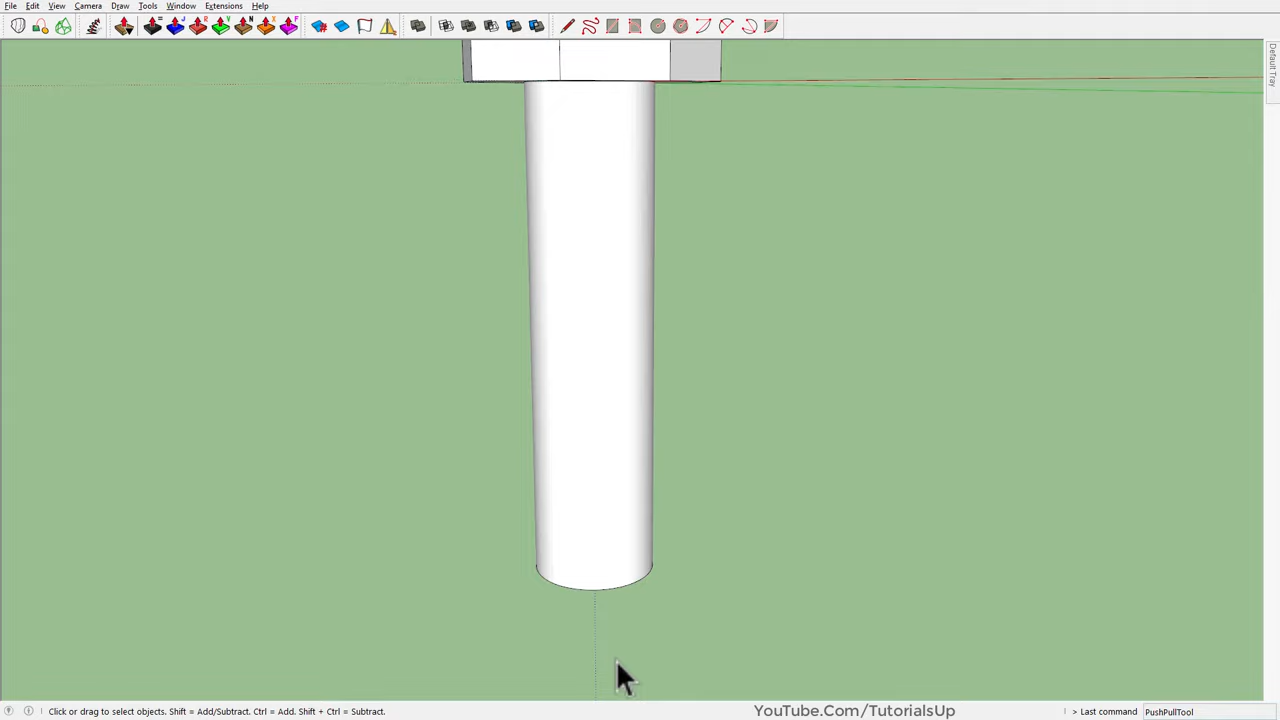 File Edit View Camera Draw Tools Window Extensions Help
Default Tray
Click or drag to select objects. Shift = Add/Subtract. Ctrl = Add. Shift + Ctrl = Subtract.
YouTube.Com/TutorialsUp
> Last command PushPullTool